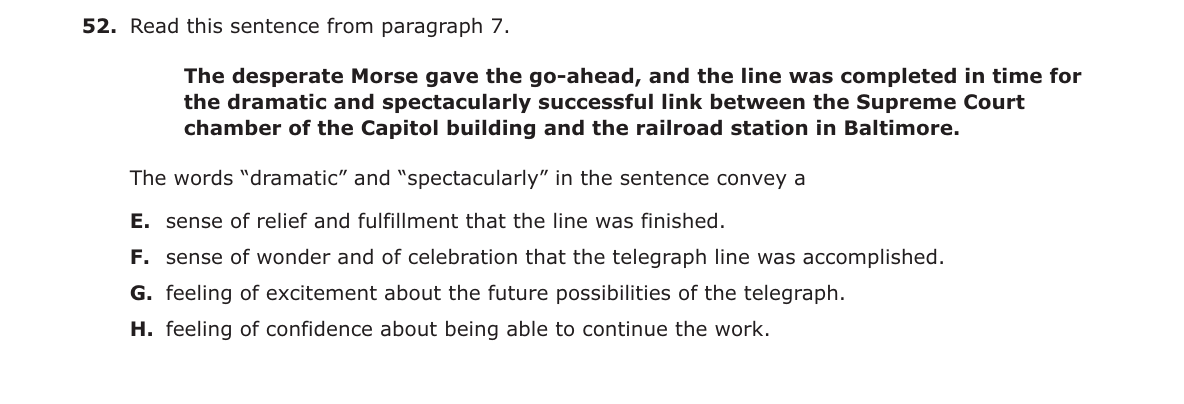 52. Read this sentence from paragraph 7.
The desperate Morse gave the go-ahead, and the line was completed in time for
the dramatic and spectacularly successful link between the Supreme Court
chamber of the Capitol building and the railroad station in Baltimore.
The words “dramatic” and “spectacularly” in the sentence convey a
E. sense of relief and fulfillment that the line was finished.
F. sense of wonder and of celebration that the telegraph line was accomplished.
G. feeling of excitement about the future possibilities of the telegraph.
H. feeling of confidence about being able to continue the work.